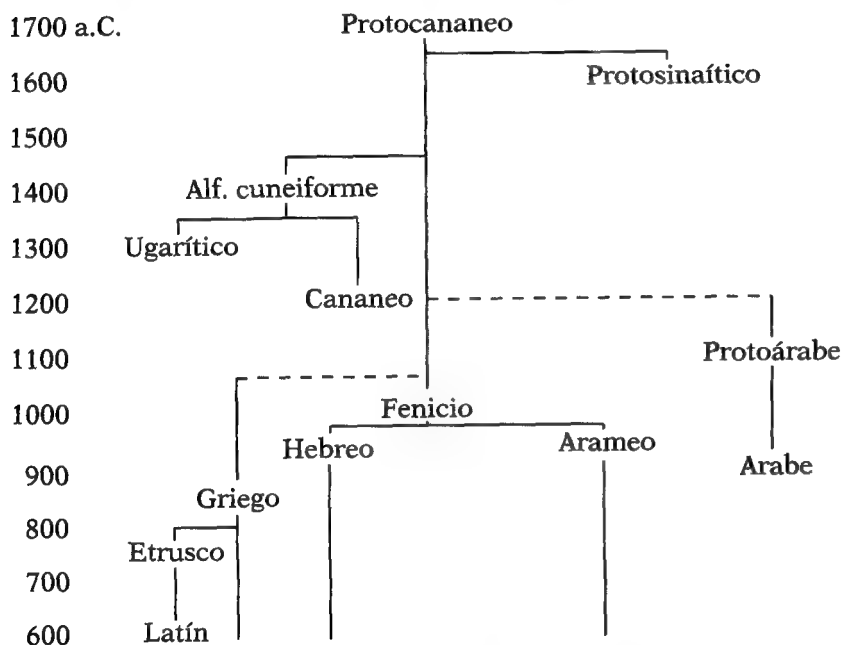 1700 a.C. Protocananeo
Protosinaítico
1600
1500
1400 Alf. cuneiforme
1300 Ugarítico
1200 Cananeo
Protoárabe
1100
1000 Fenicio
Hebreo Arameo
900 Arabe
Griego
800
Etrusco
700
600 Latín